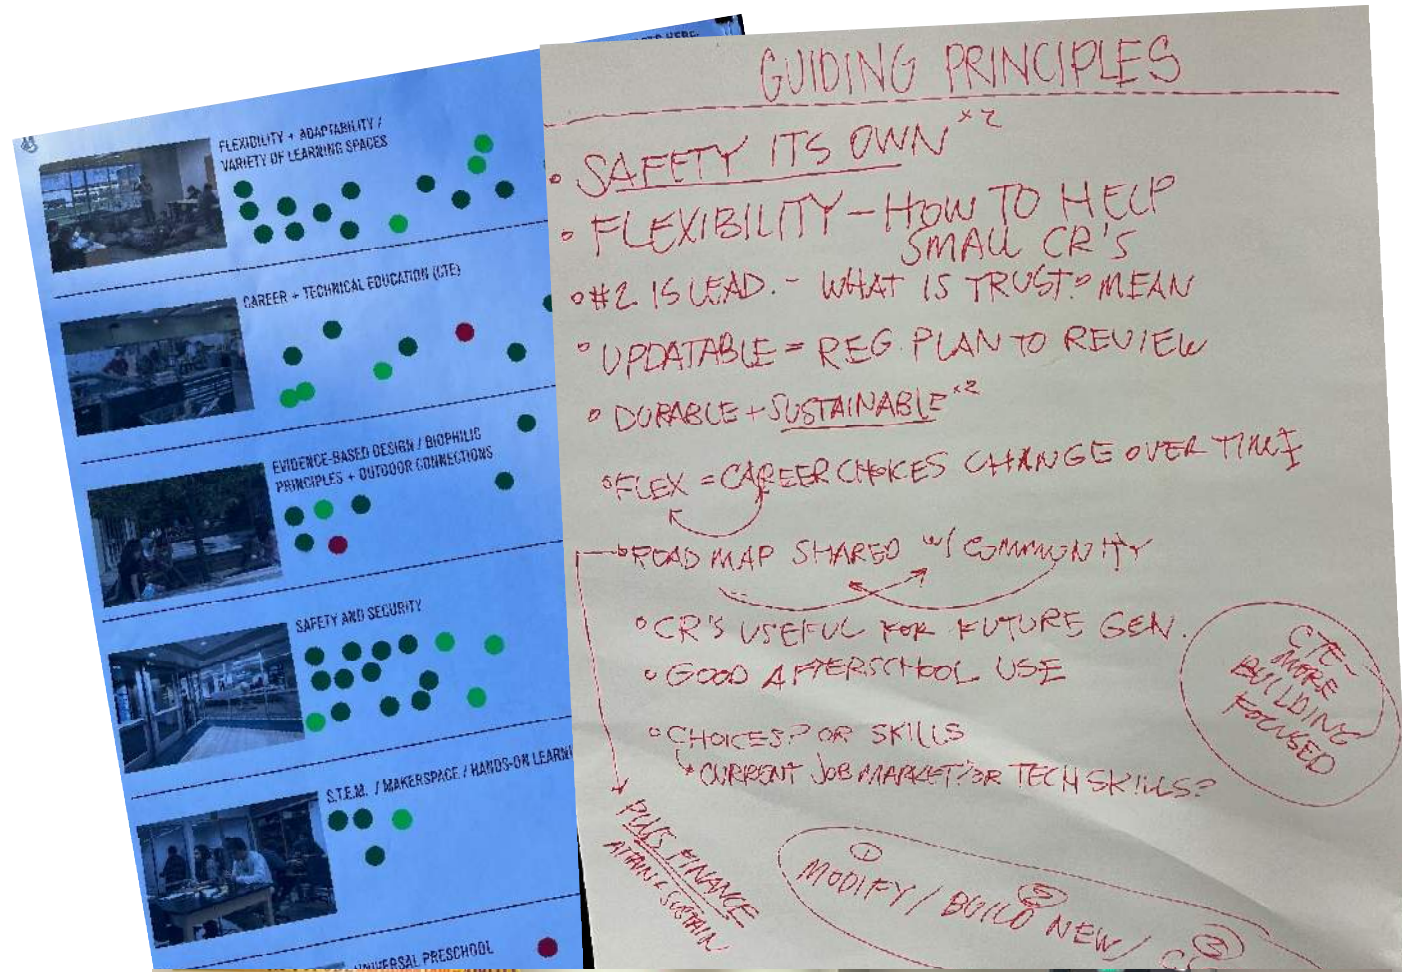 HERE.
FLEXIBILITY + ADAPTABILITY /
VARIETY OF LEARNING SPACES
CAREER + TECHNICAL EDUCATION (CTE)
EVIDENCE-BASED DESIGN / BIOPHILIC
PRINCIPLES + OUTDOOR CONNECTIONS
SAFETY AND SECURITY
S.T.E.M. / MAKERSPACE / HANDS-ON LEARNI
UNIVERSAL PRESCHOOL
GUIDING PRINCIPLES
• SAFETY ITS OWN x2
• FLEXIBILITY - HOW TO HELP
SMALL CR'S
• #2 IS LEAD. - WHAT IS TRUST? MEAN
• UPDATABLE = REG. PLAN TO REVIEW
• DURABLE + SUSTAINABLE x2
• FLEX = CAREER CHOICES CHANGE OVER TIME
• ROAD MAP SHARED W/ COMMUNITY
• CR'S USEFUL FOR FUTURE GEN.
• GOOD AFTERSCHOOL USE
• CHOICES? OR SKILLS
CURRENT JOB MARKET? OR TECH SKILLS?
CTE-
MORE
BUILDING
FOCUSED
PLUS FINANCE
ATTAIN & SUSTAIN
① ② ③
MODIFY / BUILD NEW /